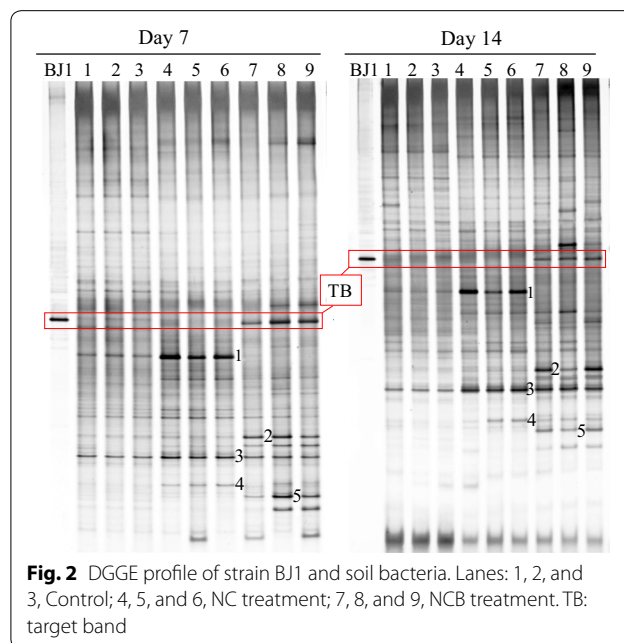 Day 7 Day 14
BJ1 1 2 3 4 5 6 7 8 9 BJ1 1 2 3 4 5 6 7 8 9
TB
1
2
3
4
5
1
2
3
4
5
Fig. 2 DGGE profile of strain BJ1 and soil bacteria. Lanes: 1, 2, and
3, Control; 4, 5, and 6, NC treatment; 7, 8, and 9, NCB treatment. TB:
target band